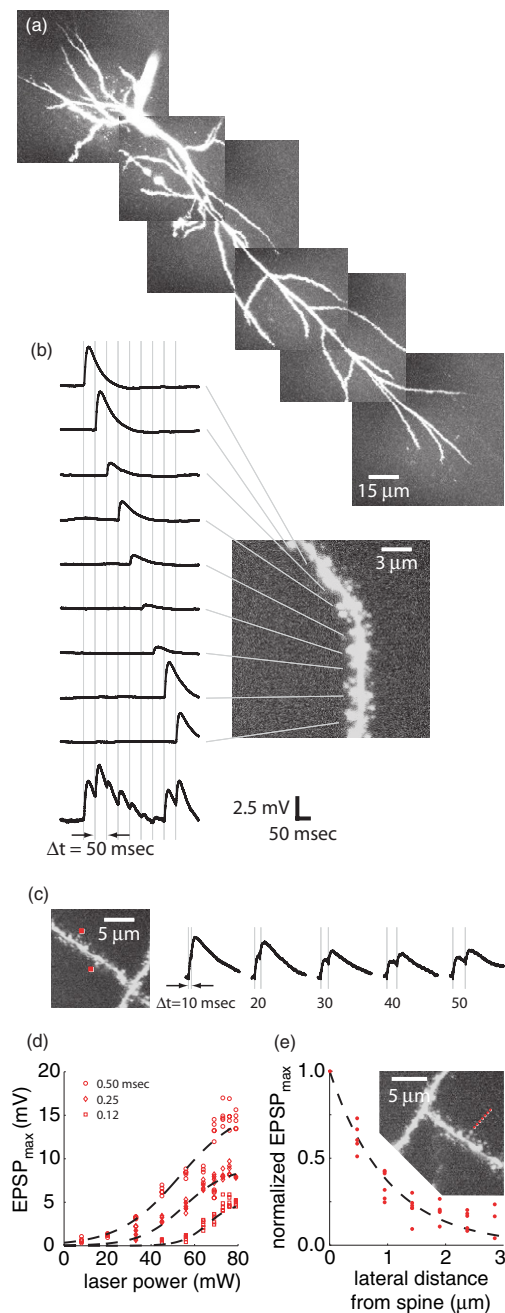 (a)
15 μm
(b)
3 μm
2.5 mV
50 msec
Δt = 50 msec
(c)
5 μm
Δt=10 msec
20
30
40
50
(d)
0.50 msec
0.25
0.12
20
15
10
5
0
EPSPmax (mV)
0 20 40 60 80
laser power (mW)
(e)
5 μm
1.0
0.5
0
normalized EPSPmax
0 1 2 3
lateral distance
from spine (μm)